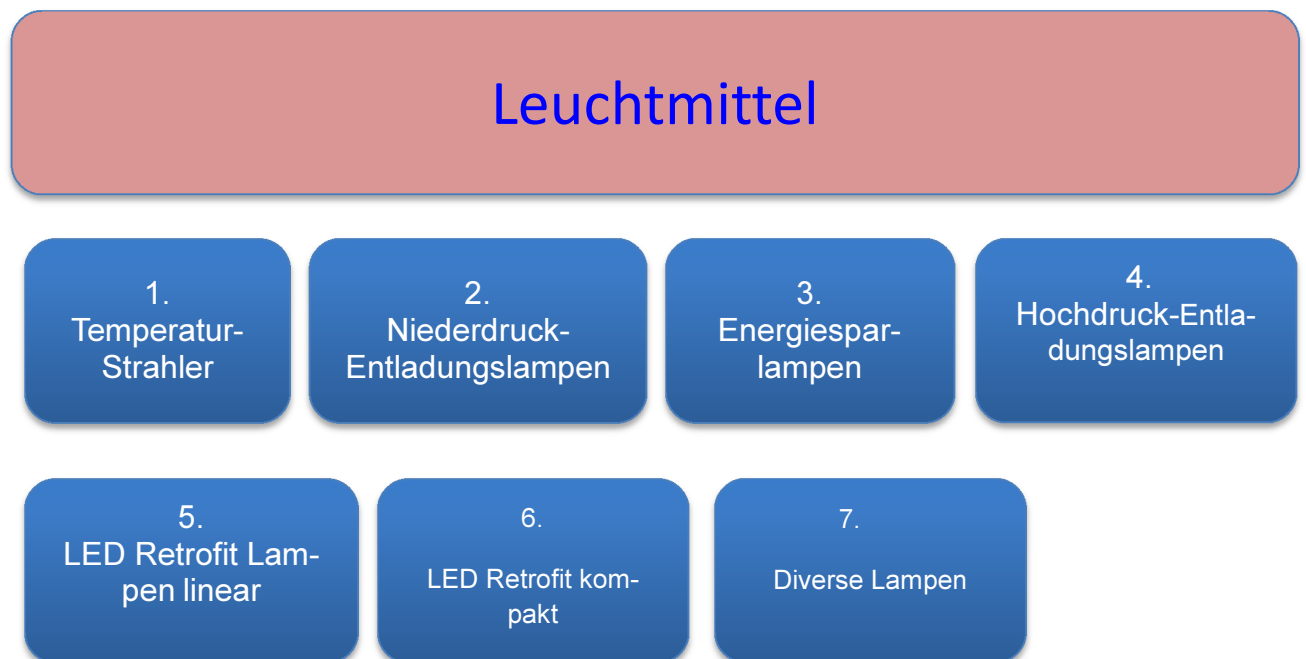 Leuchtmittel
1.
Temperatur-
Strahler
2.
Niederdruck-
Entladungslampen
3.
Energiespar-
lampen
4.
Hochdruck-Entla-
dungslampen
5.
LED Retrofit Lam-
pen linear
6.
LED Retrofit kom-
pakt
7.
Diverse Lampen